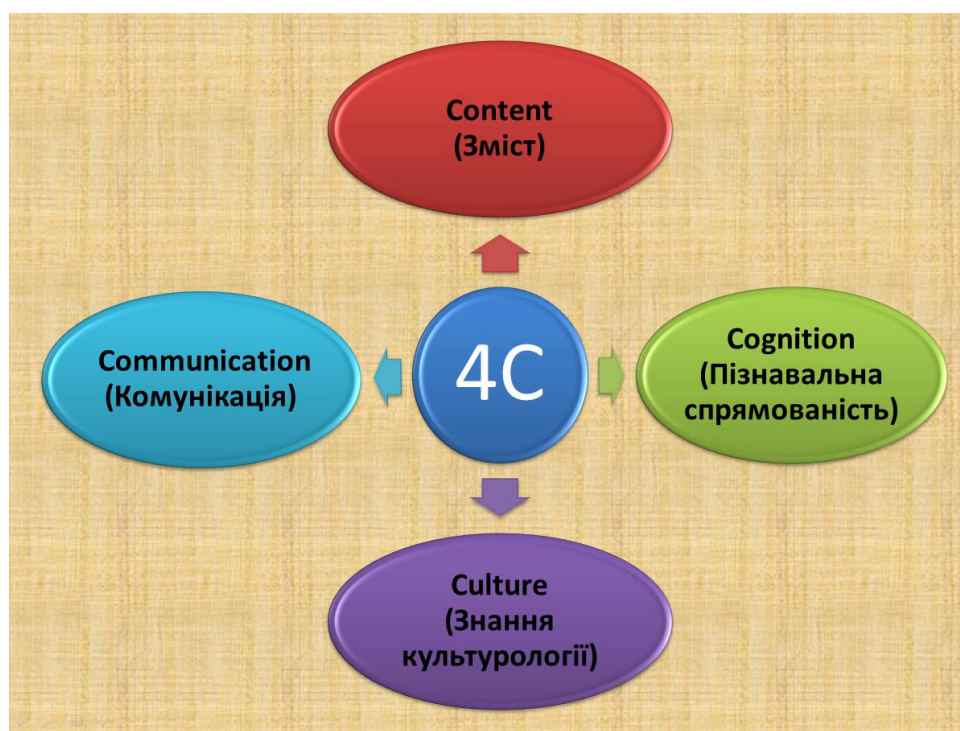 Content
(Зміст)
Communication
(Комунікація)
4C
Cognition
(Пізнавальна
спрямованість)
Culture
(Знання
культурології)